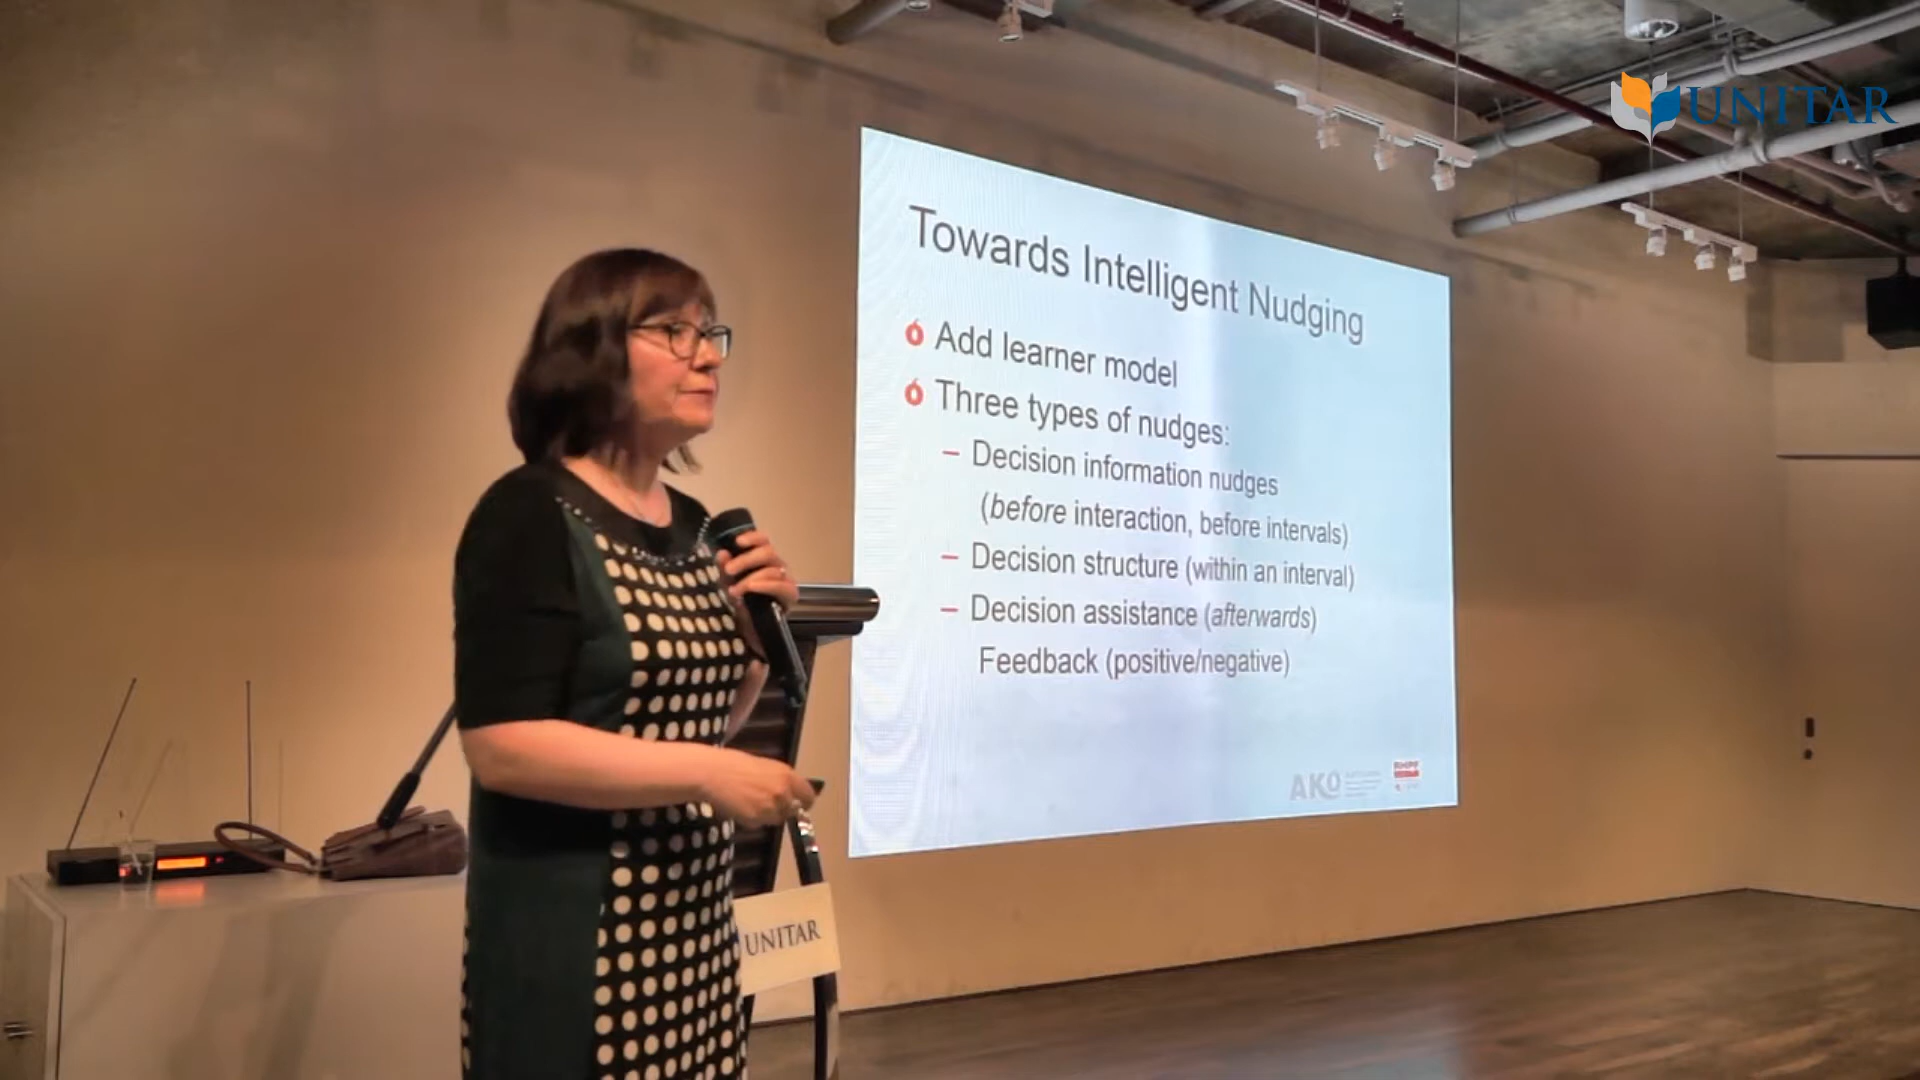 UNITAR
Towards Intelligent Nudging
Add learner model
Three types of nudges:
– Decision information nudges
(before interaction, before intervals)
– Decision structure (within an interval)
– Decision assistance (afterwards)
Feedback (positive/negative)
AKO
UNITAR